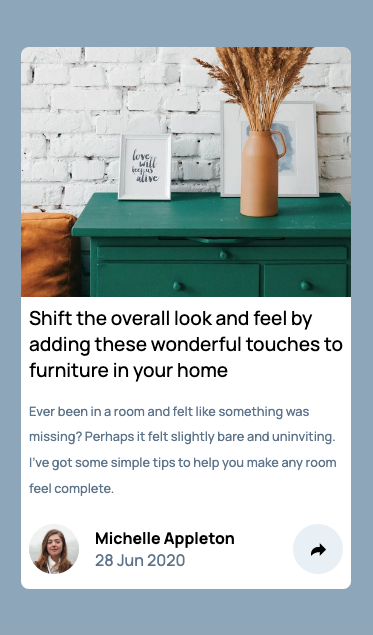 love
will
keep us
alive
Shift the overall look and feel by
adding these wonderful touches to
furniture in your home
Ever been in a room and felt like something was
missing? Perhaps it felt slightly bare and uninviting.
I've got some simple tips to help you make any room
feel complete.
Michelle Appleton
28 Jun 2020